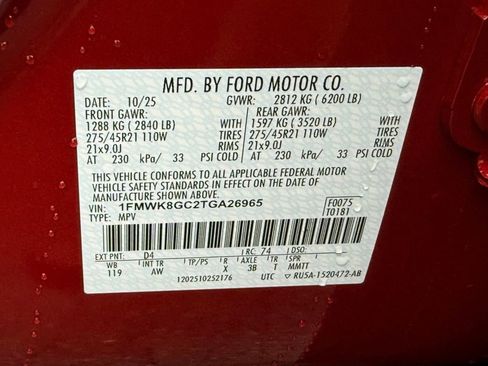 MFD. BY FORD MOTOR CO.
DATE: 10/25 GVWR: 2812 KG ( 6200 LB)
FRONT GAWR: REAR GAWR:
1288 KG ( 2840 LB) WITH 1597 KG ( 3520 LB) WITH
275/45R21 110W TIRES 275/45R21 110W TIRES
21x9.0J RIMS 21x9.0J RIMS
AT 230 kPa/ 33 PSI COLD AT 230 kPa/ 33 PSI COLD
THIS VEHICLE CONFORMS TO ALL APPLICABLE FEDERAL MOTOR
VEHICLE SAFETY AND THEFT PREVENTION STANDARDS IN
EFFECT ON THE DATE OF MANUFACTURE SHOWN ABOVE.
VIN: 1FMWK8GC2TGA26965 F0075
TYPE: MPV T0181
EXT PNT: D4 RC: 74 DSO:
WB INT TR TP/PS R AXLE TR SPR
119 AW X 3B T MMTT
1202510252176 UTC RU5A-1520472-AB